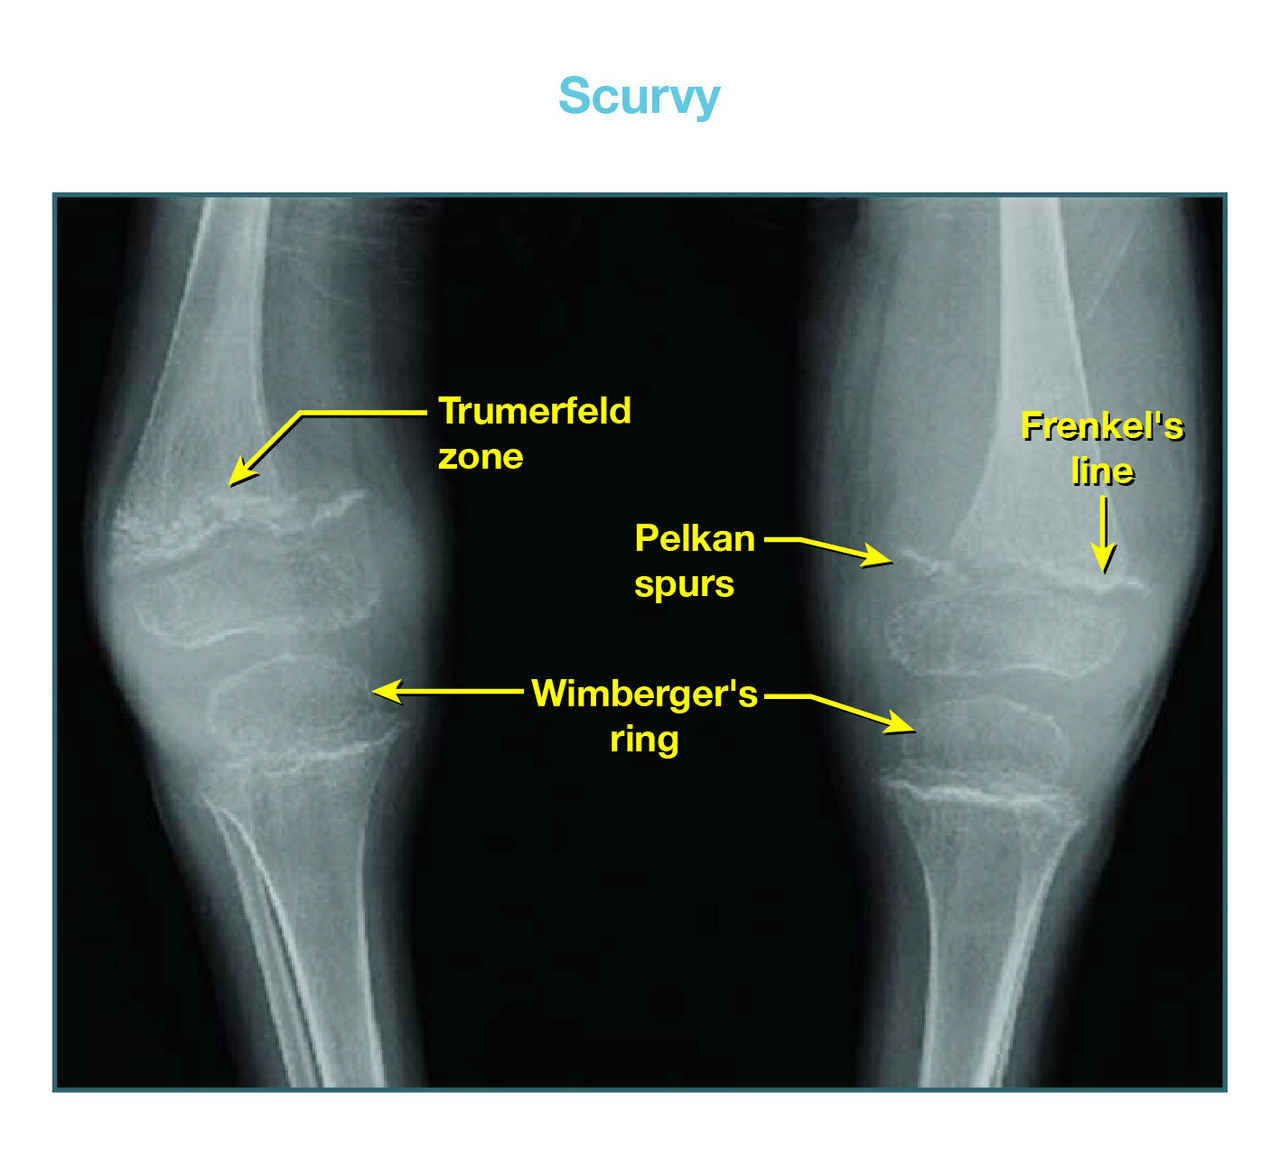 Scurvy
Trumerfeld
zone
Frenkel's
line
Pelkan
spurs
Wimberger's
ring